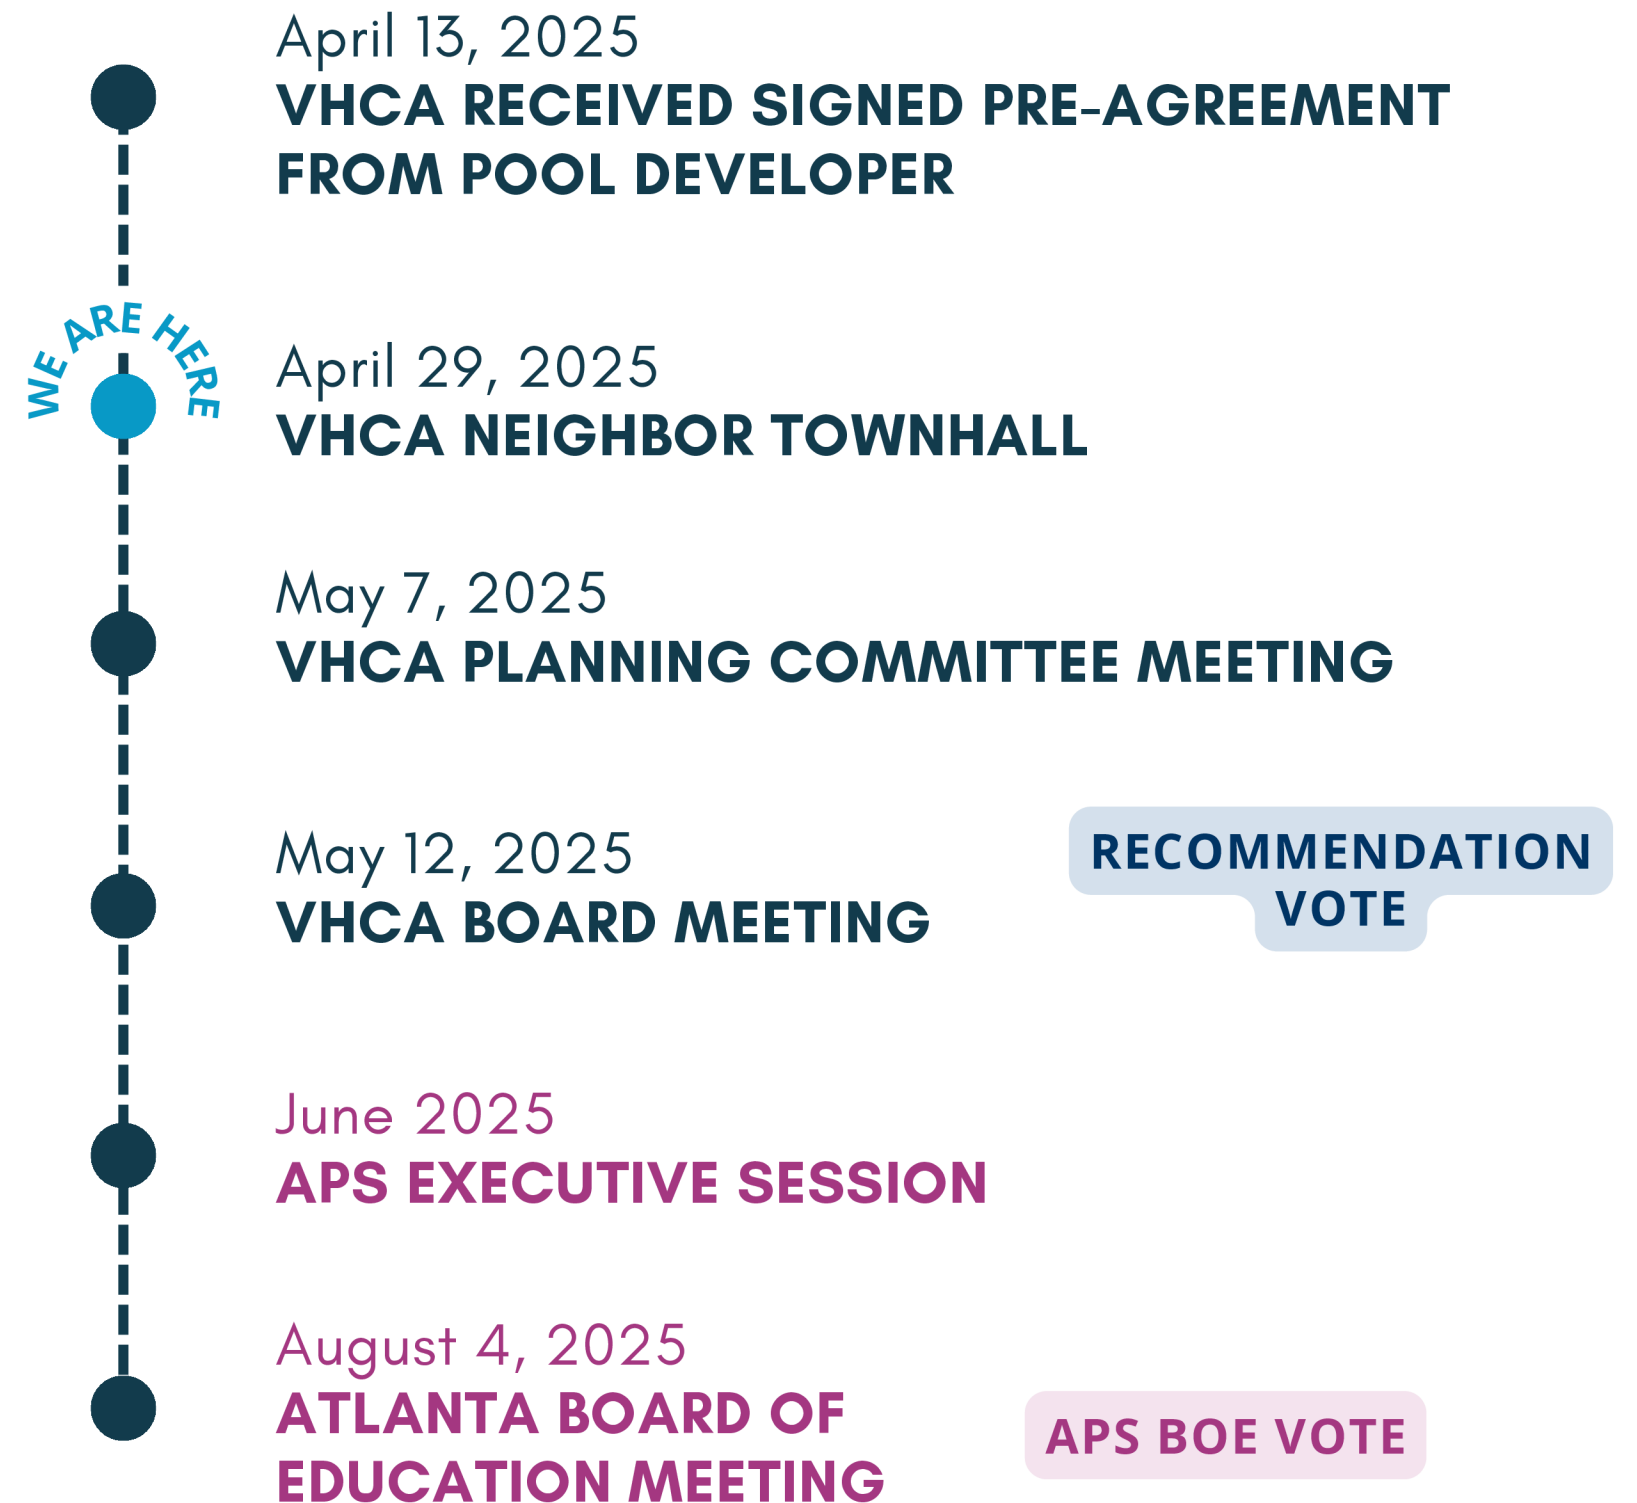 April 13, 2025
VHCA RECEIVED SIGNED PRE-AGREEMENT
FROM POOL DEVELOPER
WE ARE HERE
April 29, 2025
VHCA NEIGHBOR TOWNHALL
May 7, 2025
VHCA PLANNING COMMITTEE MEETING
May 12, 2025
VHCA BOARD MEETING
RECOMMENDATION
VOTE
June 2025
APS EXECUTIVE SESSION
August 4, 2025
ATLANTA BOARD OF
EDUCATION MEETING
APS BOE VOTE